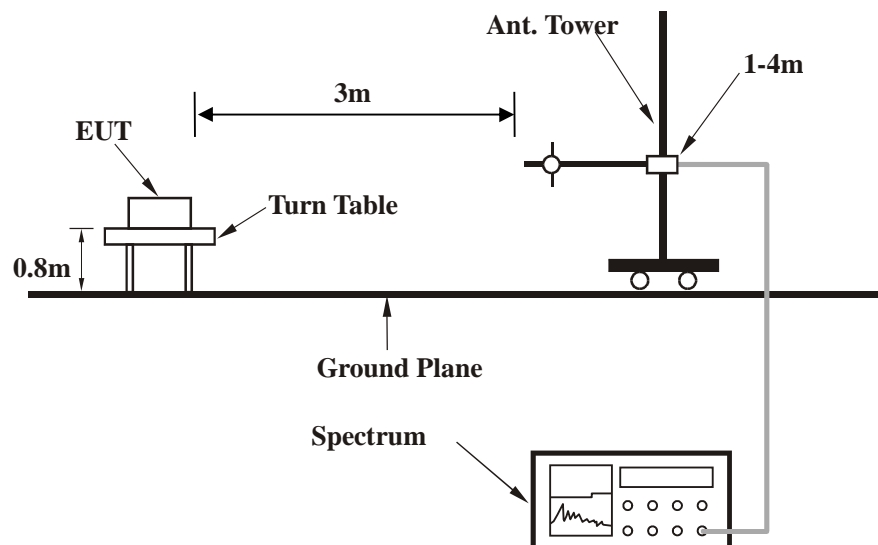 Ant. Tower
1-4m
3m
EUT
Turn Table
0.8m
Ground Plane
Spectrum